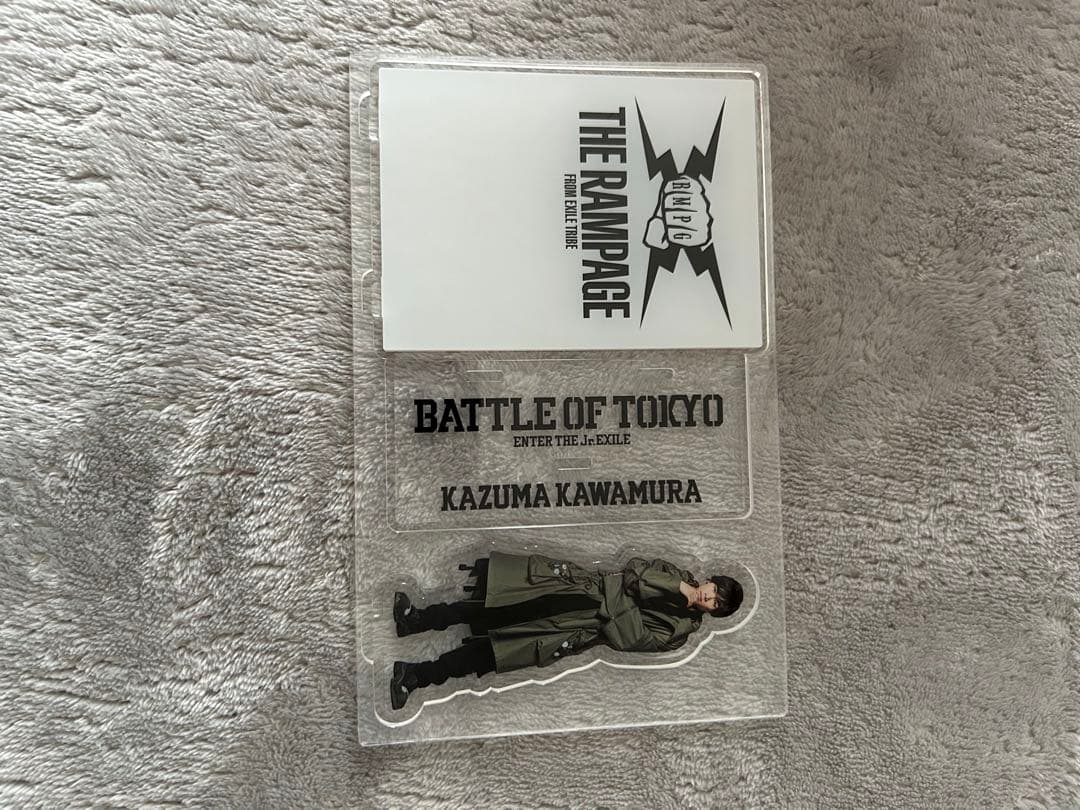 RMPG
THE RAMPAGE
FROM EXILE TRIBE
BATTLE OF TOKYO
ENTER THE Jr.EXILE
KAZUMA KAWAMURA